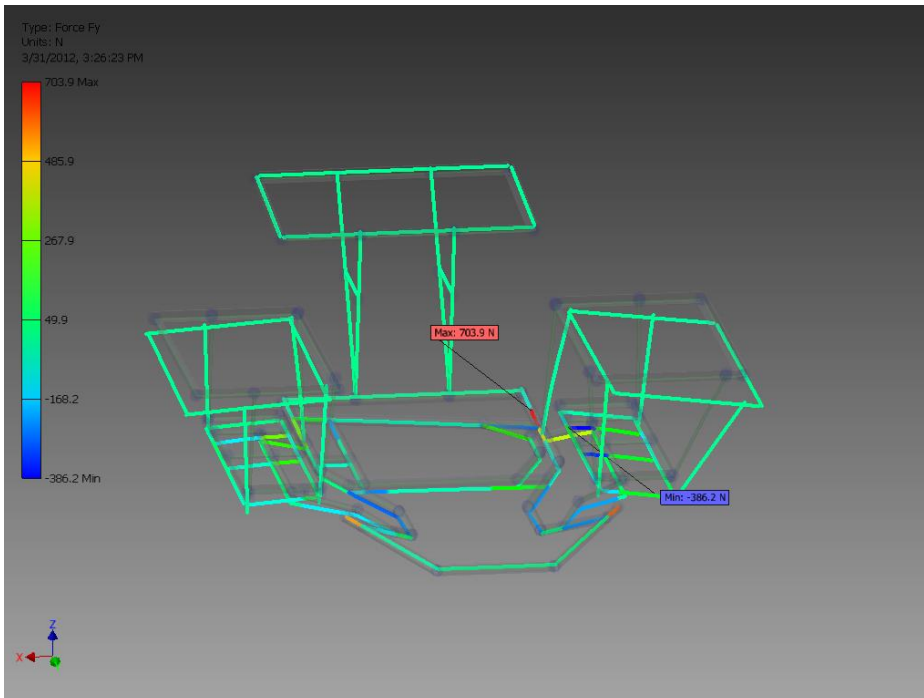 Type: Force Fy
Units: N
3/31/2012, 3:26:23 PM
703.9 Max
485.9
267.9
49.9
-168.2
-386.2 Min
Max: 703.9 N
Min: -386.2 N
Z
X